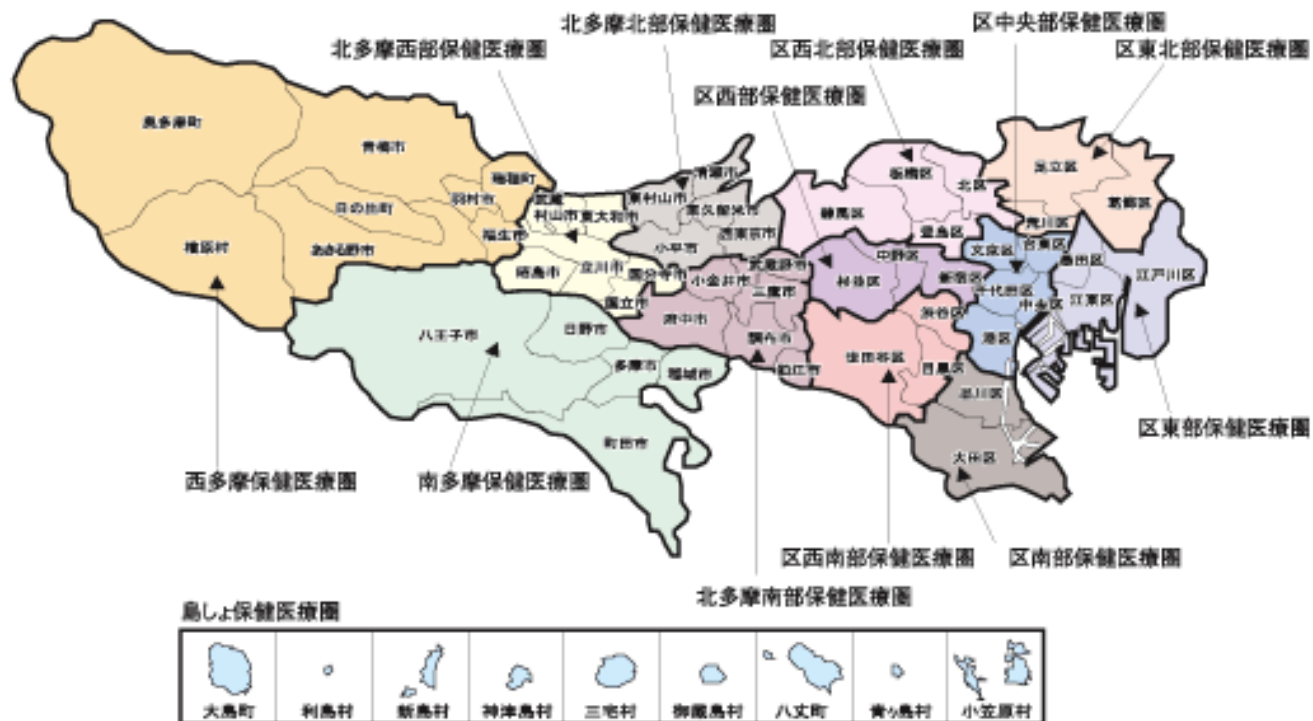 北多摩北部保健医療圏
区中央部保健医療圏
北多摩西部保健医療圏
区西北部保健医療圏
区東北部保健医療圏
区西部保健医療圏
奥多摩町
青梅市
瑞穂町
羽村市
日の出町
福生市
あきる野市
檜原村
武蔵
村山市
東大和市
東村山市
清瀬市
東久留米市
西東京市
小平市
昭島市
立川市
国分寺市
国立市
小金井市
武蔵野市
三鷹市
府中市
調布市
狛江市
八王子市
日野市
多摩市
稲城市
町田市
板橋区
北区
練馬区
豊島区
中野区
杉並区
新宿区
足立区
葛飾区
荒川区
文京区
台東区
墨田区
江戸川区
千代田区
中央区
江東区
港区
渋谷区
世田谷区
目黒区
品川区
大田区
区東部保健医療圏
西多摩保健医療圏
南多摩保健医療圏
区西南部保健医療圏
区南部保健医療圏
北多摩南部保健医療圏
島しょ保健医療圏
大島町
利島村
新島村
神津島村
三宅村
御蔵島村
八丈町
青ヶ島村
小笠原村